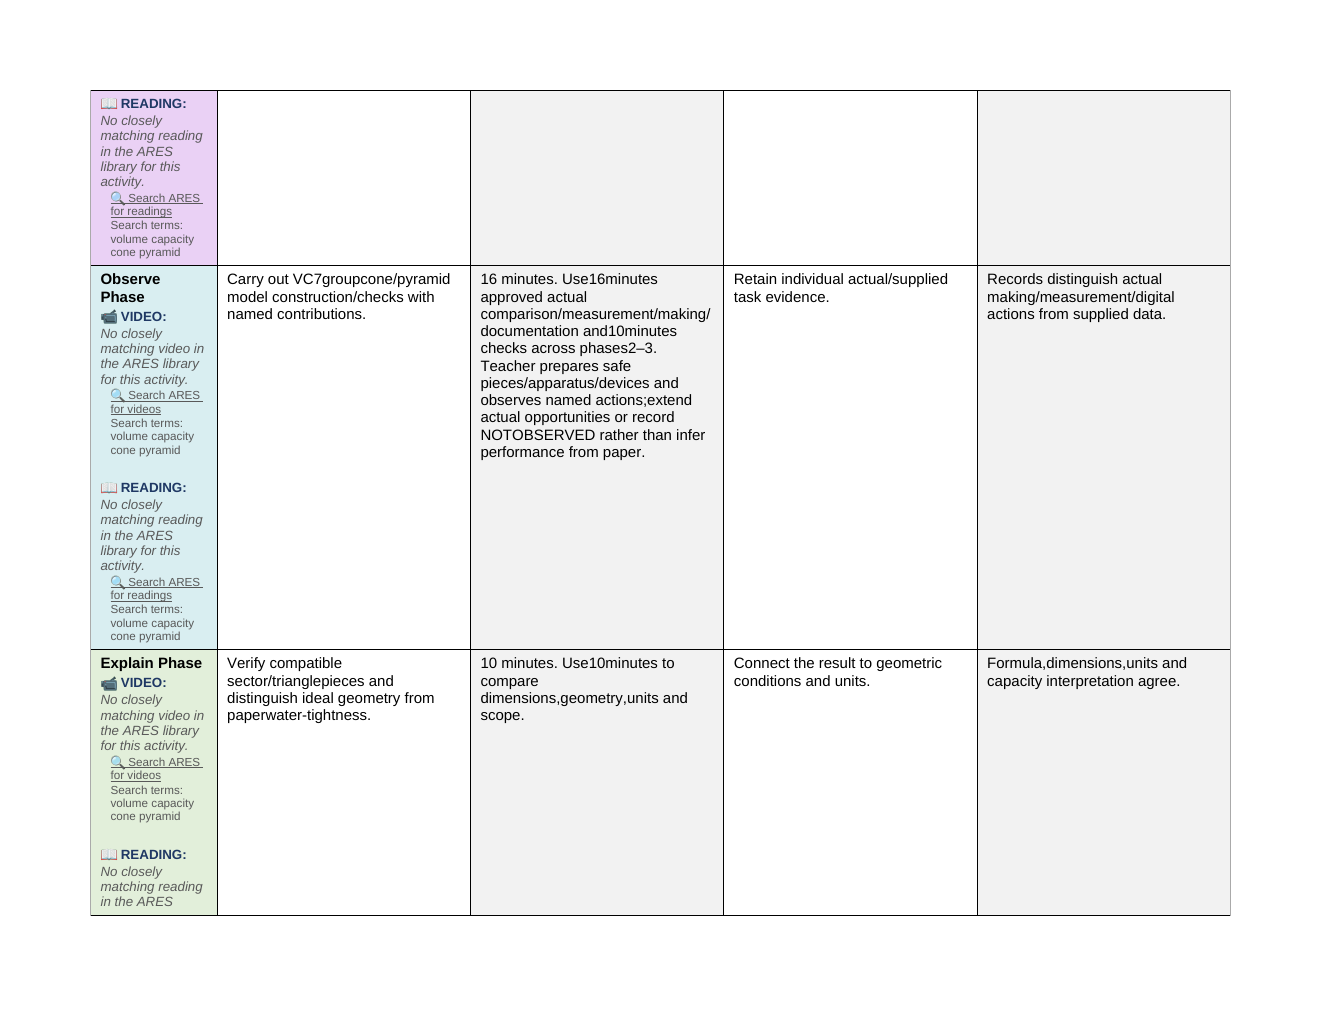 📖 READING:
No closely
matching reading
in the ARES
library for this
activity.
🔍 Search ARES
for readings
Search terms:
volume capacity
cone pyramid
Observe
Phase
📹 VIDEO:
No closely
matching video in
the ARES library
for this activity.
🔍 Search ARES
for videos
Search terms:
volume capacity
cone pyramid
📖 READING:
No closely
matching reading
in the ARES
library for this
activity.
🔍 Search ARES
for readings
Search terms:
volume capacity
cone pyramid
Carry out VC7groupcone/pyramid
model construction/checks with
named contributions.
16 minutes. Use16minutes
approved actual
comparison/measurement/making/
documentation and10minutes
checks across phases2–3.
Teacher prepares safe
pieces/apparatus/devices and
observes named actions;extend
actual opportunities or record
NOTOBSERVED rather than infer
performance from paper.
Retain individual actual/supplied
task evidence.
Records distinguish actual
making/measurement/digital
actions from supplied data.
Explain Phase
📹 VIDEO:
No closely
matching video in
the ARES library
for this activity.
🔍 Search ARES
for videos
Search terms:
volume capacity
cone pyramid
📖 READING:
No closely
matching reading
in the ARES
Verify compatible
sector/trianglepieces and
distinguish ideal geometry from
paperwater-tightness.
10 minutes. Use10minutes to
compare
dimensions,geometry,units and
scope.
Connect the result to geometric
conditions and units.
Formula,dimensions,units and
capacity interpretation agree.